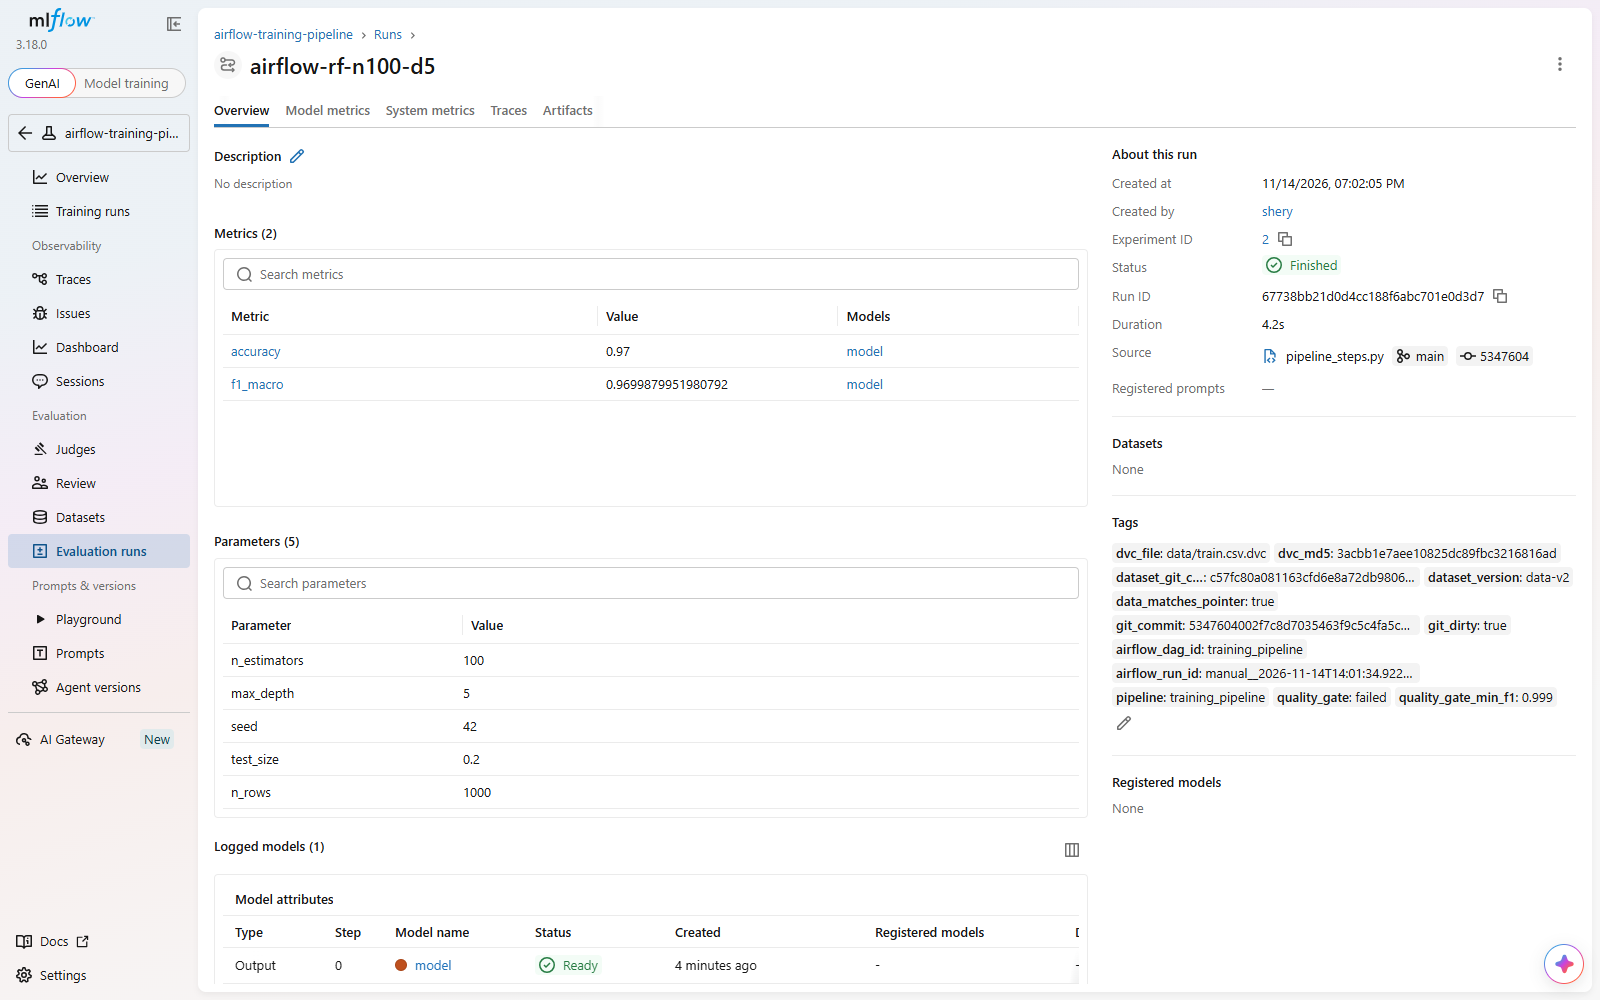 mlflow
3.18.0
GenAI
Model training
airflow-training-pi...
Overview
Training runs
Observability
Traces
Issues
Dashboard
Sessions
Evaluation
Judges
Review
Datasets
Evaluation runs
Prompts & versions
Playground
Prompts
Agent versions
AI Gateway
New
Docs
Settings
airflow-training-pipeline > Runs >
airflow-rf-n100-d5
Overview Model metrics System metrics Traces Artifacts
Description
No description
Metrics (2)
Search metrics
Metric Value Models
accuracy 0.97 model
f1_macro 0.9699879951980792 model
Parameters (5)
Search parameters
Parameter Value
n_estimators 100
max_depth 5
seed 42
test_size 0.2
n_rows 1000
Logged models (1)
Model attributes
Type Step Model name Status Created Registered models
Output 0 model Ready 4 minutes ago - -
About this run
Created at 11/14/2026, 07:02:05 PM
Created by shery
Experiment ID 2
Status Finished
Run ID 67738bb21d0d4cc188f6abc701e0d3d7
Duration 4.2s
Source pipeline_steps.py main 5347604
Registered prompts —
Datasets
None
Tags
dvc_file: data/train.csv.dvc dvc_md5: 3acbb1e7aee10825dc89fbc3216816ad
dataset_git_c...: c57fc80a081163cfd6e8a72db9806... dataset_version: data-v2
data_matches_pointer: true
git_commit: 5347604002f7c8d7035463f9c5c4fa5c... git_dirty: true
airflow_dag_id: training_pipeline
airflow_run_id: manual__2026-11-14T14:01:34.922...
pipeline: training_pipeline quality_gate: failed quality_gate_min_f1: 0.999
Registered models
None